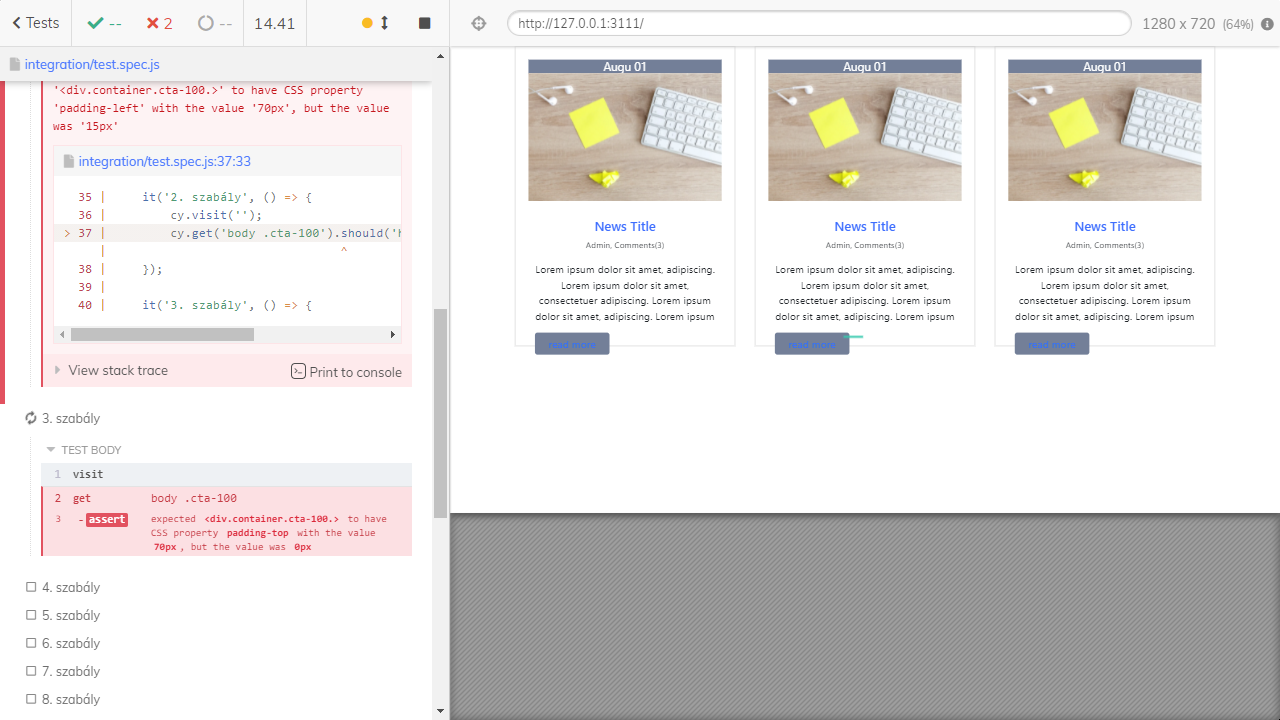 Tests
--
2
--
14.41
http://127.0.0.1:3111/
1280 x 720 (64%)
integration/test.spec.js
'<div.container.cta-100.>' to have CSS property
'padding-left' with the value '70px', but the value
was '15px'
integration/test.spec.js:37:33
35 | it('2. szabály', () => {
36 | cy.visit('');
> 37 | cy.get('body .cta-100').should('h
| ^
38 | });
39 |
40 | it('3. szabály', () => {
View stack trace
Print to console
3. szabály
TEST BODY
1 visit
2 get body .cta-100
3 -assert expected <div.container.cta-100.> to have
CSS property padding-top with the value
70px , but the value was 0px
4. szabály
5. szabály
6. szabály
7. szabály
8. szabály
Augu 01
News Title
Admin, Comments(3)
Lorem ipsum dolor sit amet, adipiscing.
Lorem ipsum dolor sit amet,
consectetuer adipiscing. Lorem ipsum
dolor sit amet, adipiscing. Lorem ipsum
read more
Augu 01
News Title
Admin, Comments(3)
Lorem ipsum dolor sit amet, adipiscing.
Lorem ipsum dolor sit amet,
consectetuer adipiscing. Lorem ipsum
dolor sit amet, adipiscing. Lorem ipsum
read more
Augu 01
News Title
Admin, Comments(3)
Lorem ipsum dolor sit amet, adipiscing.
Lorem ipsum dolor sit amet,
consectetuer adipiscing. Lorem ipsum
dolor sit amet, adipiscing. Lorem ipsum
read more